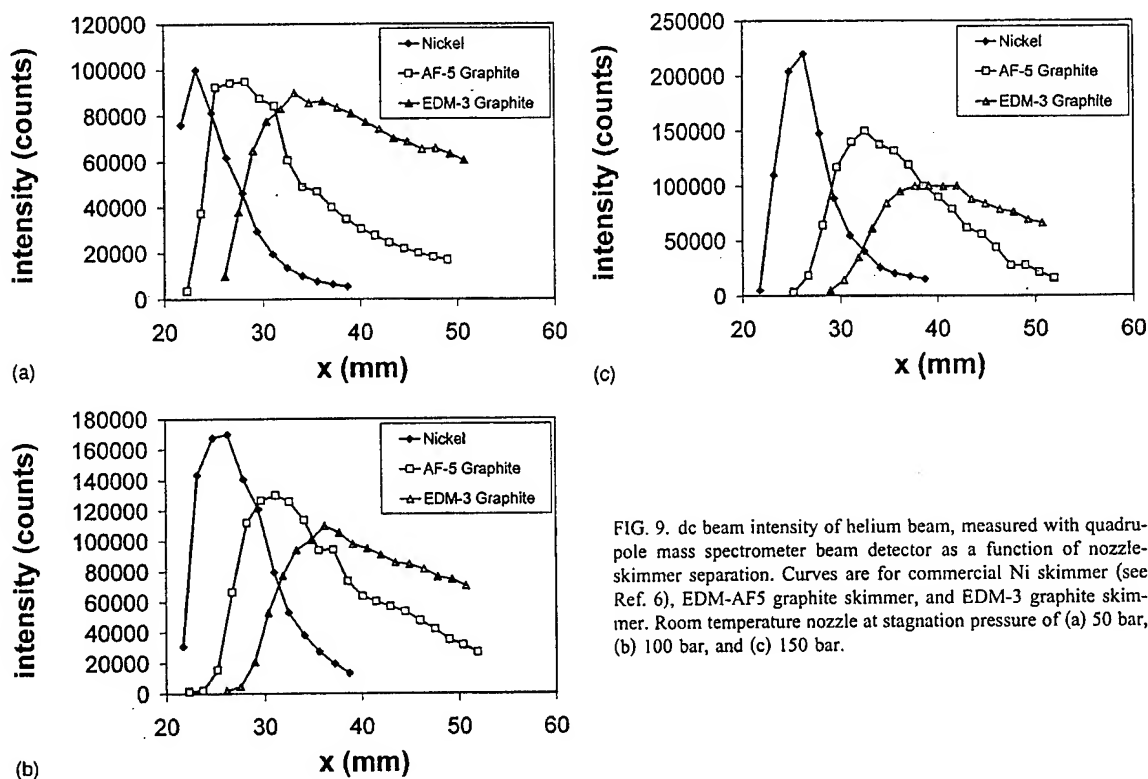 120000
100000
80000
60000
40000
20000
0
intensity (counts)
Nickel
AF-5 Graphite
EDM-3 Graphite
20 30 40 50 60
x (mm)
(a)
250000
200000
150000
100000
50000
0
intensity (counts)
Nickel
AF-5 Graphite
EDM-3 Graphite
20 30 40 50 60
x (mm)
(c)
180000
160000
140000
120000
100000
80000
60000
40000
20000
0
intensity (counts)
Nickel
AF-5 Graphite
EDM-3 Graphite
20 30 40 50 60
x (mm)
(b)
FIG. 9. dc beam intensity of helium beam, measured with quadru-
pole mass spectrometer beam detector as a function of nozzle-
skimmer separation. Curves are for commercial Ni skimmer (see
Ref. 6), EDM-AF5 graphite skimmer, and EDM-3 graphite skim-
mer. Room temperature nozzle at stagnation pressure of (a) 50 bar,
(b) 100 bar, and (c) 150 bar.